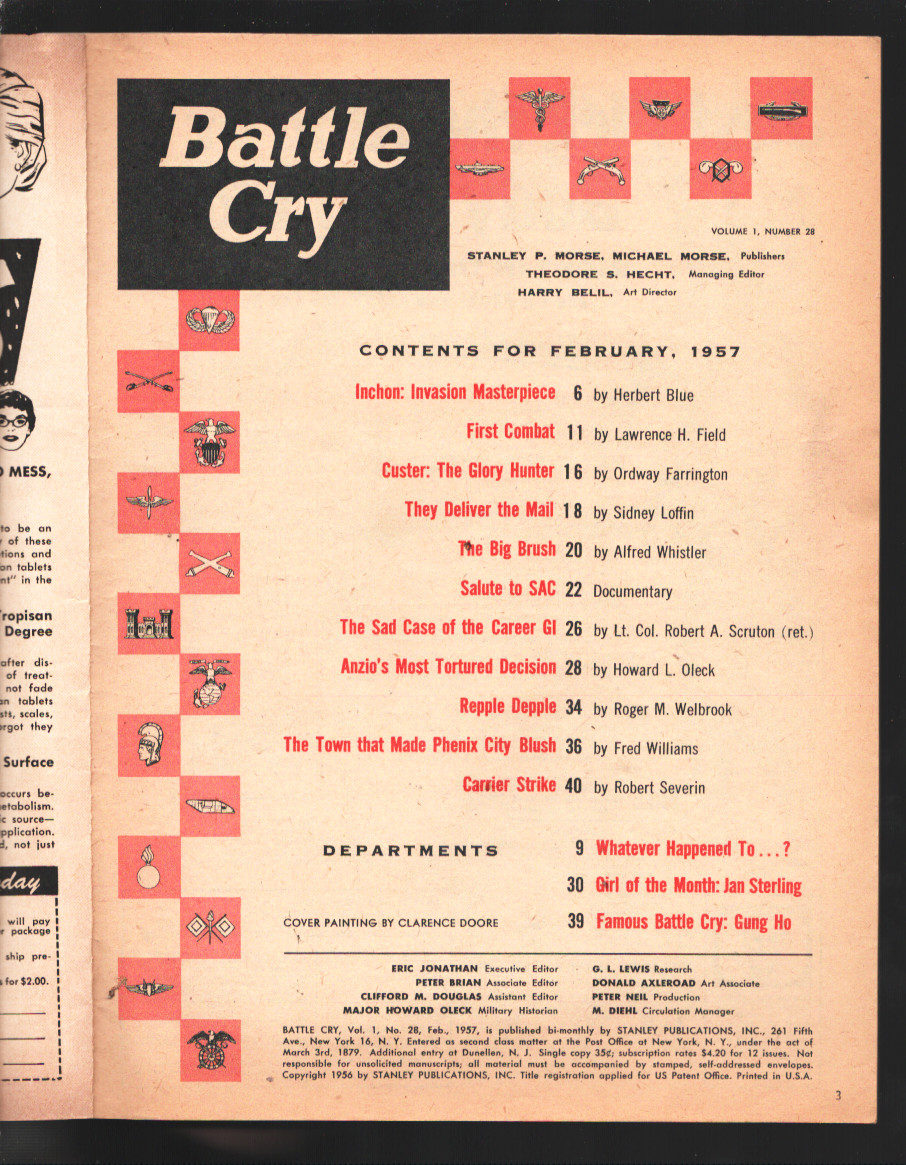 Battle
Cry
VOLUME 1, NUMBER 28
STANLEY P. MORSE, MICHAEL MORSE, Publishers
THEODORE S. HECHT, Managing Editor
HARRY BELIL, Art Director
CONTENTS FOR FEBRUARY, 1957
Inchon: Invasion Masterpiece 6 by Herbert Blue
First Combat 11 by Lawrence H. Field
Custer: The Glory Hunter 16 by Ordway Farrington
They Deliver the Mail 18 by Sidney Loffin
The Big Brush 20 by Alfred Whistler
Salute to SAC 22 Documentary
The Sad Case of the Career GI 26 by Lt. Col. Robert A. Scruton (ret.)
Anzio's Most Tortured Decision 28 by Howard L. Oleck
Repple Depple 34 by Roger M. Welbrook
The Town that Made Phenix City Blush 36 by Fred Williams
Carrier Strike 40 by Robert Severin
DEPARTMENTS
9 Whatever Happened To...?
30 Girl of the Month: Jan Sterling
39 Famous Battle Cry: Gung Ho
COVER PAINTING BY CLARENCE DOORE
ERIC JONATHAN Executive Editor
PETER BRIAN Associate Editor
CLIFFORD M. DOUGLAS Assistant Editor
MAJOR HOWARD OLECK Military Historian
G. L. LEWIS Research
DONALD AXLEROAD Art Associate
PETER NEIL Production
M. DIEHL Circulation Manager
BATTLE CRY, Vol. 1, No. 28, Feb., 1957, is published bi-monthly by STANLEY PUBLICATIONS, INC., 261 Fifth
Ave., New York 16, N. Y. Entered as second class matter at the Post Office at New York, N. Y., under the act of
March 3rd, 1879. Additional entry at Dunellen, N. J. Single copy 35¢; subscription rates $4.20 for 12 issues. Not
responsible for unsolicited manuscripts; all material must be accompanied by stamped, self-addressed envelopes.
Copyright 1956 by STANLEY PUBLICATIONS, INC. Title registration applied for US Patent Office. Printed in U.S.A.
3
MESS,
to be an
of these
tions and
tablets
in the
Degree
after dis-
of treat-
not fade
tablets
scales,
they
Surface
occurs be-
source—
pplication.
not just
day
will pay
package
ship pre-
for $2.00.